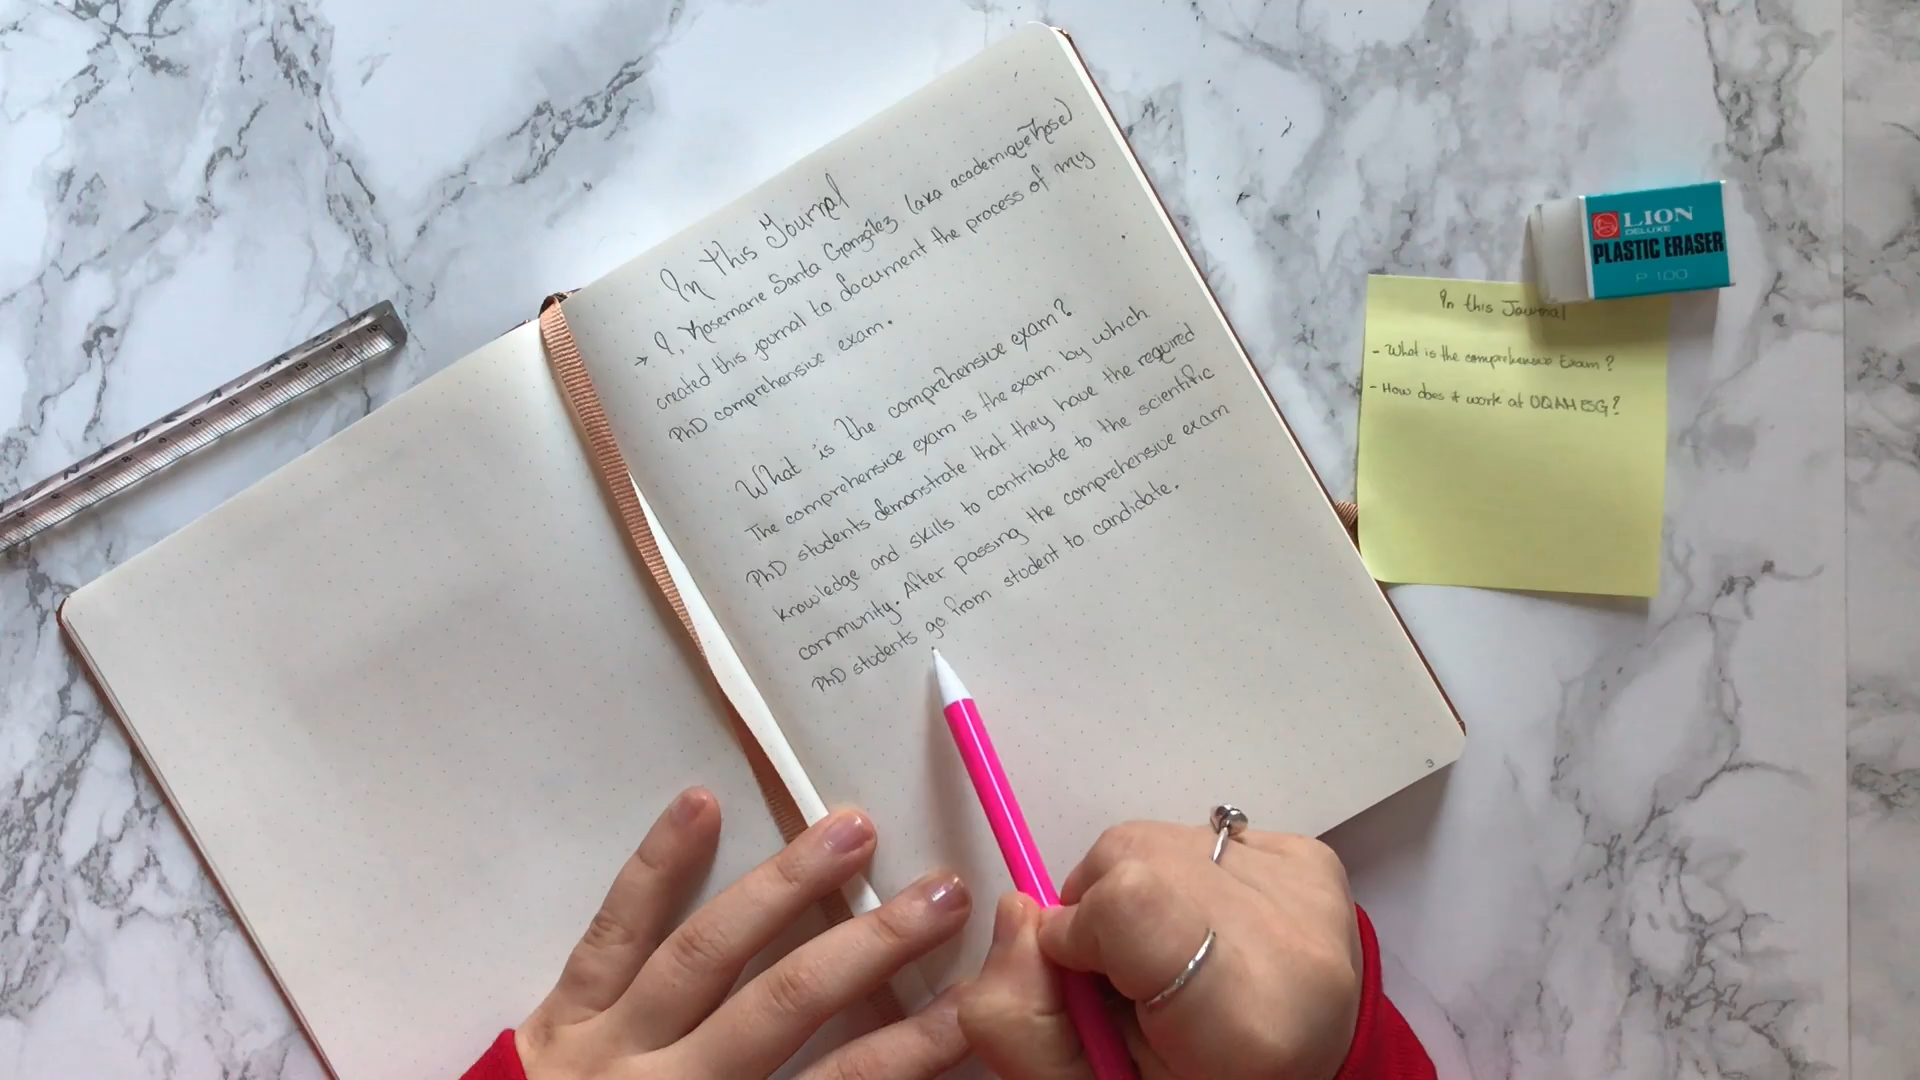 In this Journal
→ I, Rosemarie Santa González (aka academiqueRose)
created this journal to document the process of my
PhD comprehensive exam.
What is the comprehensive exam?
The comprehensive exam is the exam by which
PhD students demonstrate that they have the required
knowledge and skills to contribute to the scientific
community. After passing the comprehensive exam
PhD students go from student to candidate.
3
LION
DELUXE
PLASTIC ERASER
P-100
In this Journal
- What is the comprehensive Exam?
- How does it work at UQAM ESG?